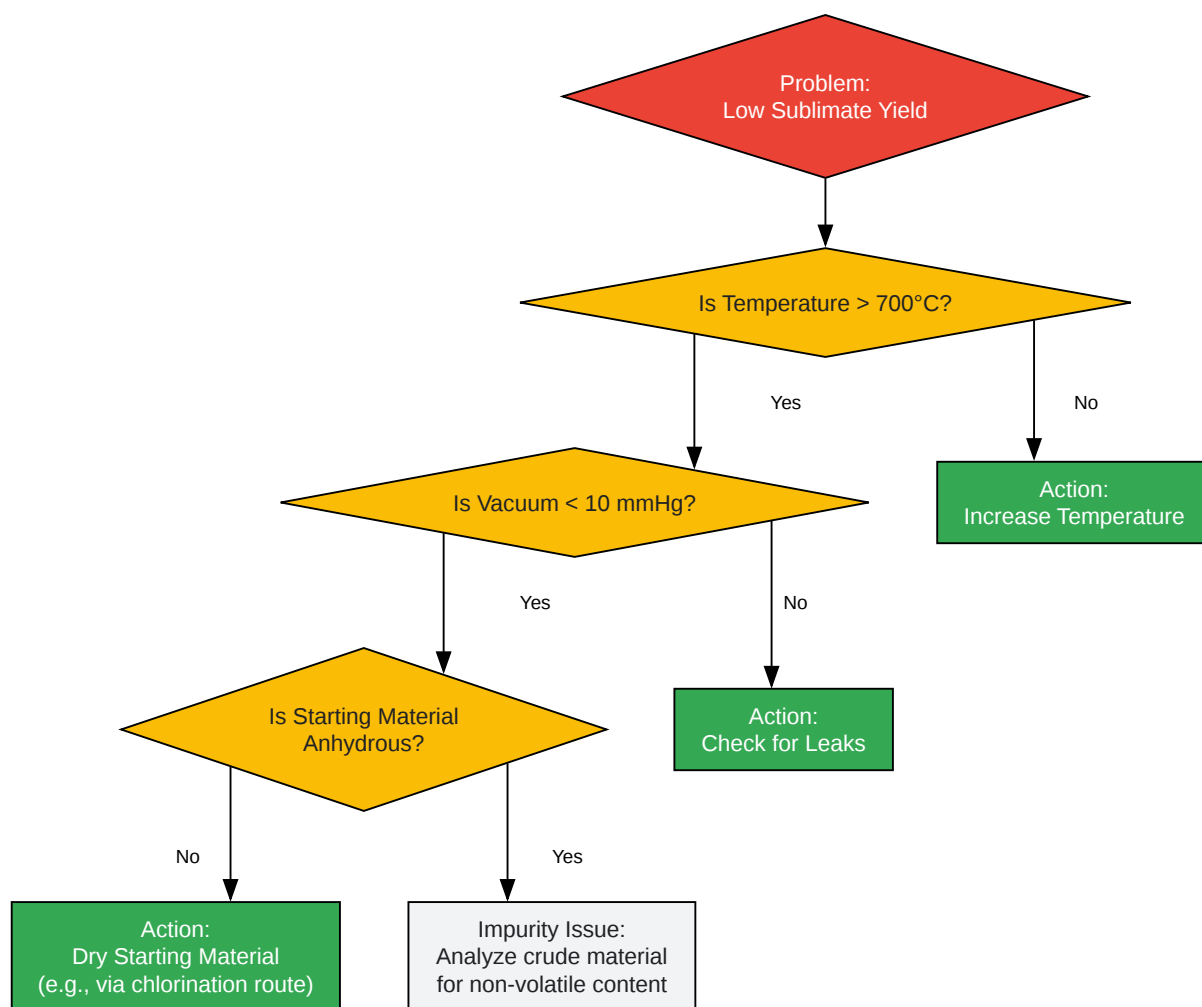 Problem:
Low Sublimate Yield
Is Temperature > 700°C?
Yes
No
Is Vacuum < 10 mmHg?
Action:
Increase Temperature
Yes
No
Is Starting Material
Anhydrous?
Action:
Check for Leaks
No
Yes
Action:
Dry Starting Material
(e.g., via chlorination route)
Impurity Issue:
Analyze crude material
for non-volatile content